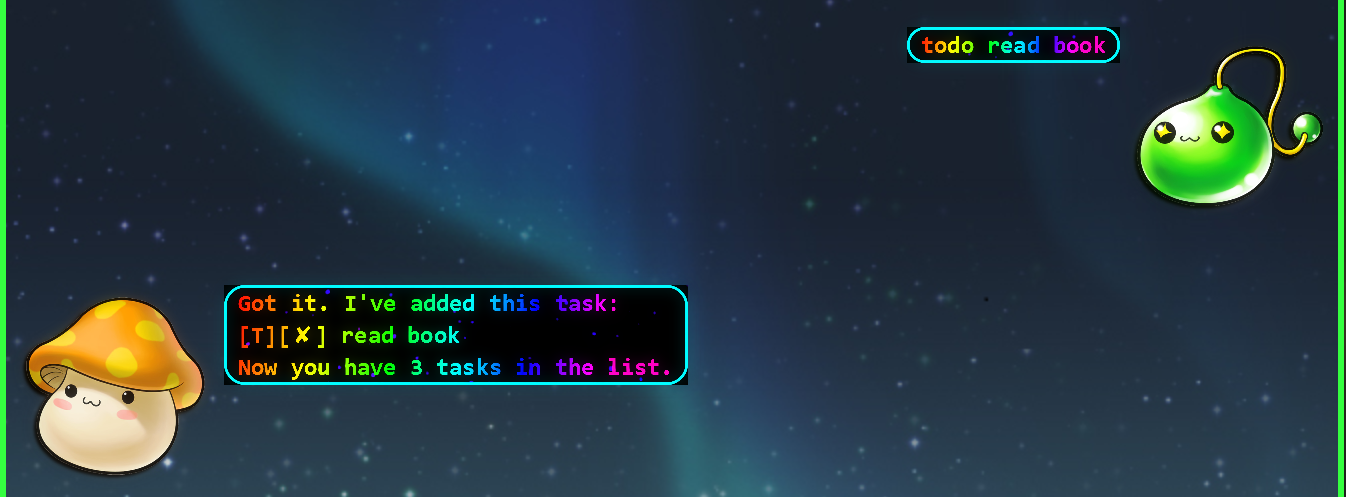 todo read book
Got it. I've added this task:
[T][✘] read book
Now you have 3 tasks in the list.